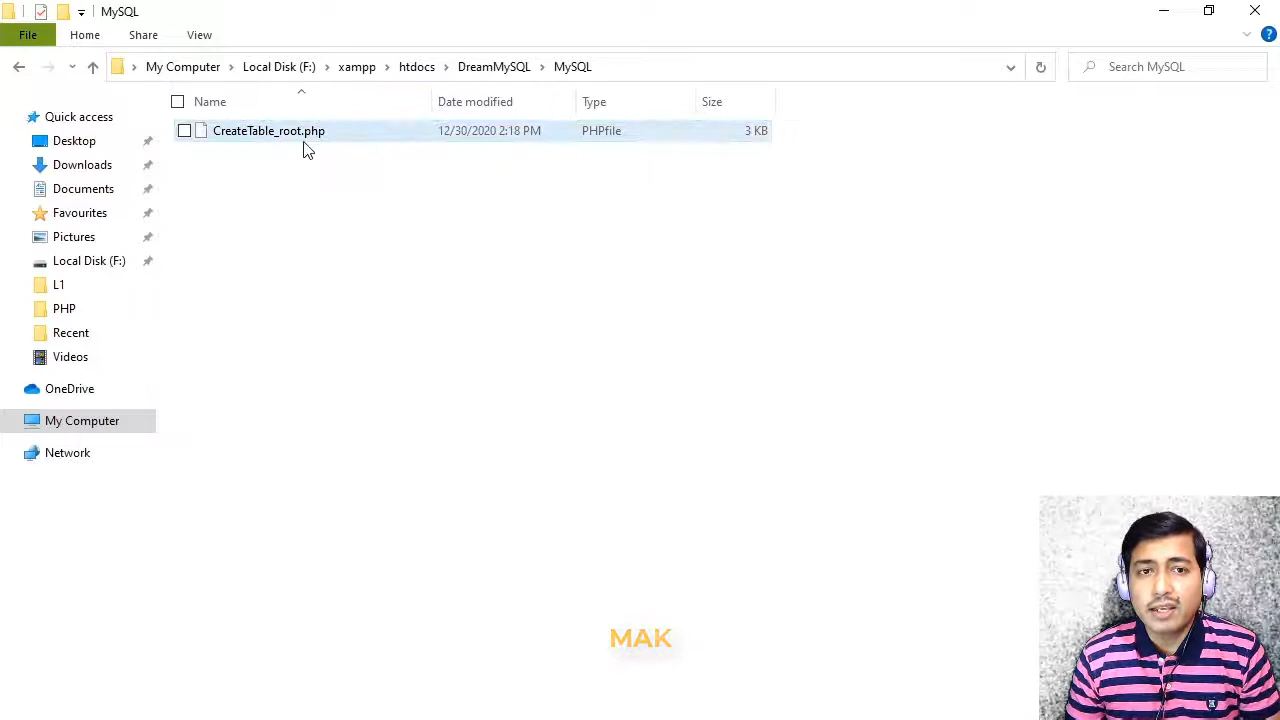 MySQL
File Home Share View
My Computer Local Disk (F:) xampp htdocs DreamMySQL MySQL Search MySQL
Name Date modified Type Size
CreateTable_root.php 12/30/2020 2:18 PM PHPfile 3 KB
Quick access
Desktop
Downloads
Documents
Favourites
Pictures
Local Disk (F:)
L1
PHP
Recent
Videos
OneDrive
My Computer
Network
MAK